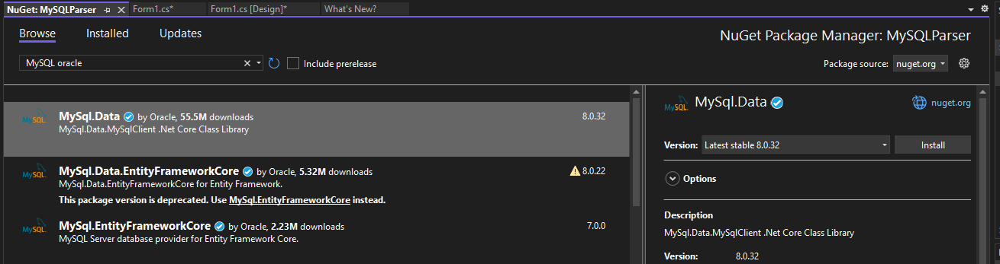 NuGet: MySQLParser Form1.cs* Form1.cs [Design]* What's New?
Browse Installed Updates
NuGet Package Manager: MySQLParser
MySQL oracle Include prerelease
Package source: nuget.org
MySQL. MySql.Data by Oracle, 55.5M downloads 8.0.32
MySql.Data.MySqlClient .Net Core Class Library
MySQL. MySql.Data.EntityFrameworkCore by Oracle, 5.32M downloads 8.0.22
MySql.Data.EntityFrameworkCore for Entity Framework.
This package version is deprecated. Use MySql.EntityFrameworkCore instead.
MySQL. MySql.EntityFrameworkCore by Oracle, 2.23M downloads 7.0.0
MySQL Server database provider for Entity Framework Core.
MySQL. MySql.Data nuget.org
Version: Latest stable 8.0.32 Install
Options
Description
MySql.Data.MySqlClient .Net Core Class Library
Version: 8.0.32